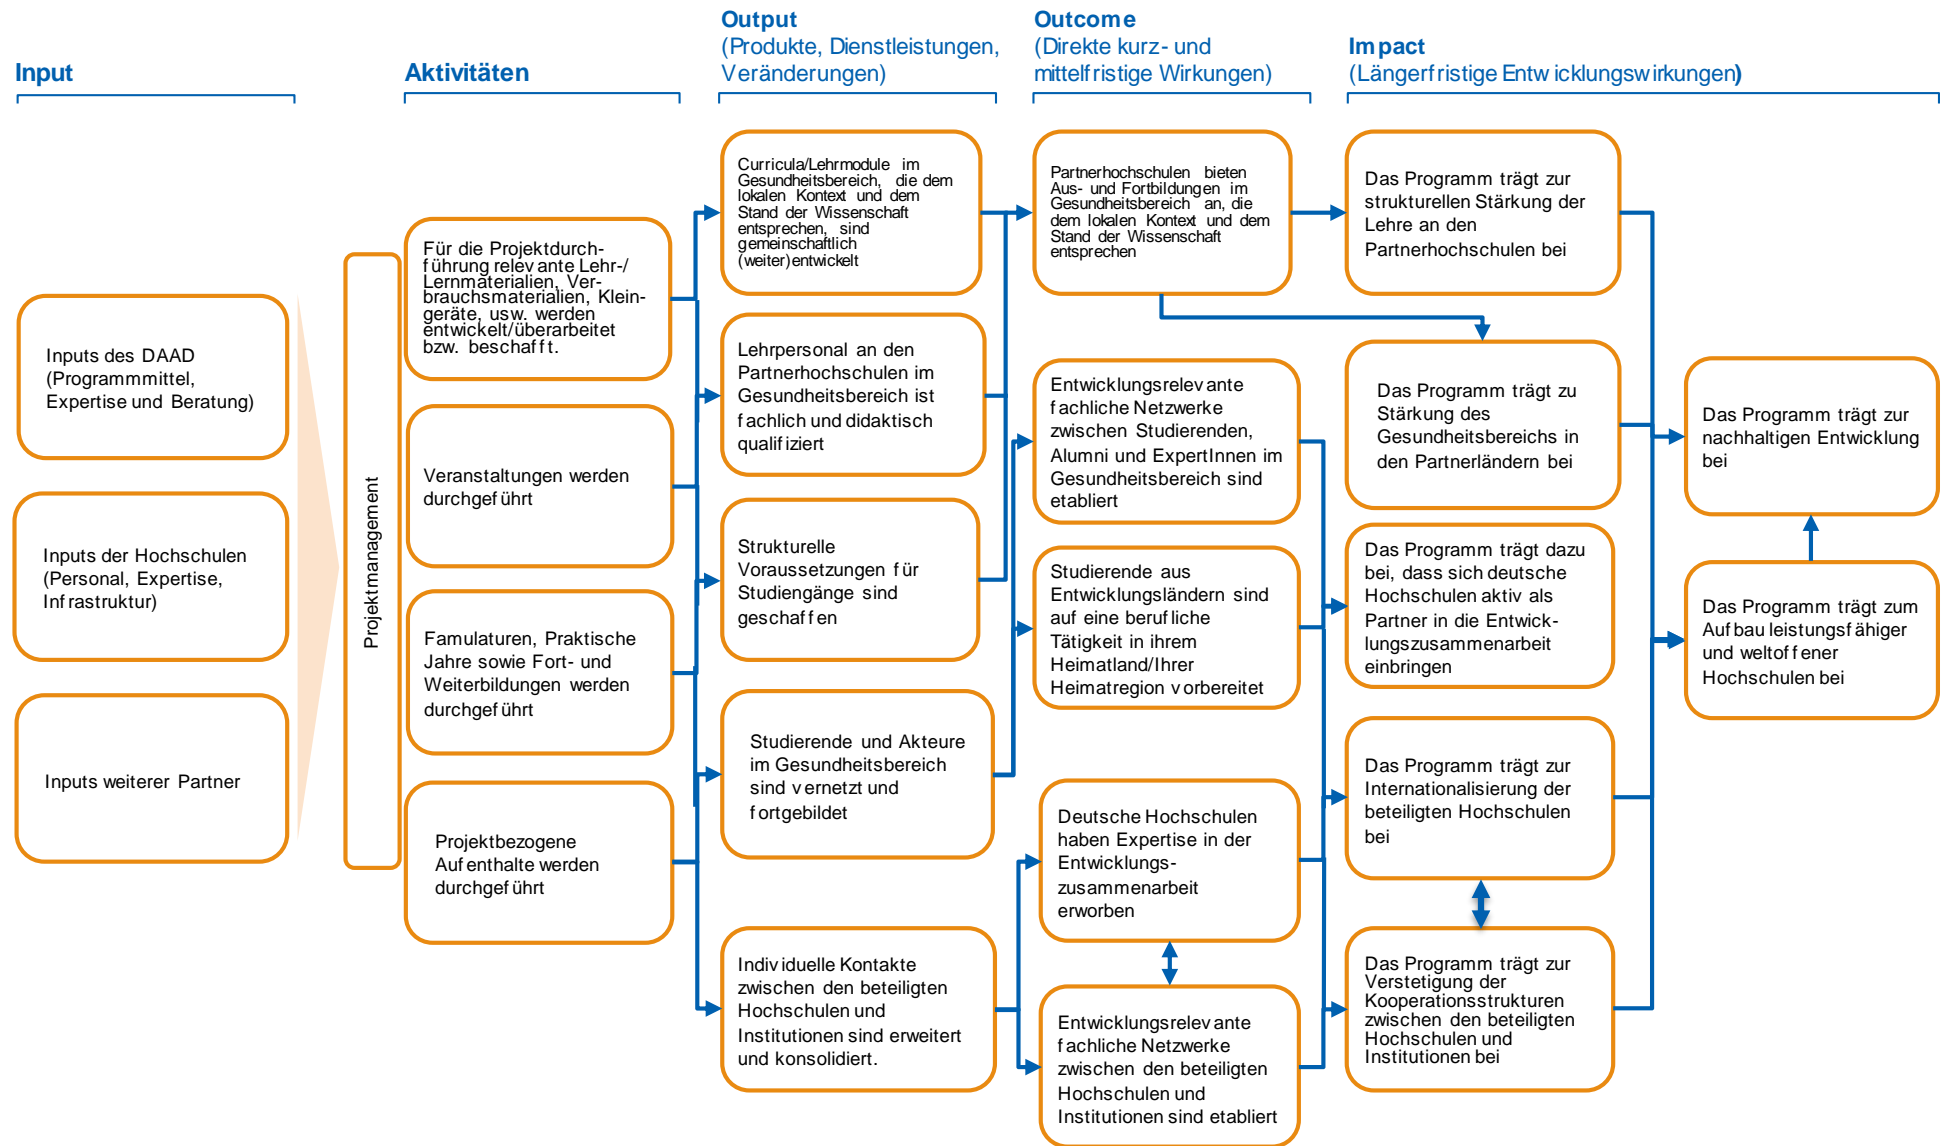 Input
Aktivitäten
Output
(Produkte, Dienstleistungen,
Veränderungen)
Outcome
(Direkte kurz- und
mittelfristige Wirkungen)
Impact
(Längerfristige Entwicklungswirkungen)
Inputs des DAAD
(Programmmittel,
Expertise und Beratung)
Inputs der Hochschulen
(Personal, Expertise,
Infrastruktur)
Inputs weiterer Partner
Projektmanagement
Für die Projektdurch-
führung relevante Lehr-/
Lernmaterialien, Ver-
brauchsmaterialien, Klein-
geräte, usw. werden
entwickelt/überarbeitet
bzw. beschafft.
Veranstaltungen werden
durchgeführt
Famulaturen, Praktische
Jahre sowie Fort- und
Weiterbildungen werden
durchgeführt
Projektbezogene
Aufenthalte werden
durchgeführt
Curricula/Lehrmodule im
Gesundheitsbereich, die dem
lokalen Kontext und dem
Stand der Wissenschaft
entsprechen, sind
gemeinschaftlich
(weiter)entwickelt
Lehrpersonal an den
Partnerhochschulen im
Gesundheitsbereich ist
fachlich und didaktisch
qualifiziert
Strukturelle
Voraussetzungen für
Studiengänge sind
geschaffen
Studierende und Akteure
im Gesundheitsbereich
sind vernetzt und
fortgebildet
Individuelle Kontakte
zwischen den beteiligten
Hochschulen und
Institutionen sind erweitert
und konsolidiert.
Partnerhochschulen bieten
Aus- und Fortbildungen im
Gesundheitsbereich an, die
dem lokalen Kontext und dem
Stand der Wissenschaft
entsprechen
Entwicklungsrelevante
fachliche Netzwerke
zwischen Studierenden,
Alumni und ExpertInnen im
Gesundheitsbereich sind
etabliert
Studierende aus
Entwicklungsländern sind
auf eine berufliche
Tätigkeit in ihrem
Heimatland/Ihrer
Heimatregion vorbereitet
Deutsche Hochschulen
haben Expertise in der
Entwicklungs-
zusammenarbeit
erworben
Entwicklungsrelevante
fachliche Netzwerke
zwischen den beteiligten
Hochschulen und
Institutionen sind etabliert
Das Programm trägt zur
strukturellen Stärkung der
Lehre an den
Partnerhochschulen bei
Das Programm trägt zu
Stärkung des
Gesundheitsbereichs in
den Partnerländern bei
Das Programm trägt dazu
bei, dass sich deutsche
Hochschulen aktiv als
Partner in die Entwick-
lungszusammenarbeit
einbringen
Das Programm trägt zur
Internationalisierung der
beteiligten Hochschulen
bei
Das Programm trägt zur
Verstetigung der
Kooperationsstrukturen
zwischen den beteiligten
Hochschulen und
Institutionen bei
Das Programm trägt zur
nachhaltigen Entwicklung
bei
Das Programm trägt zum
Aufbau leistungsfähiger
und weltoffener
Hochschulen bei